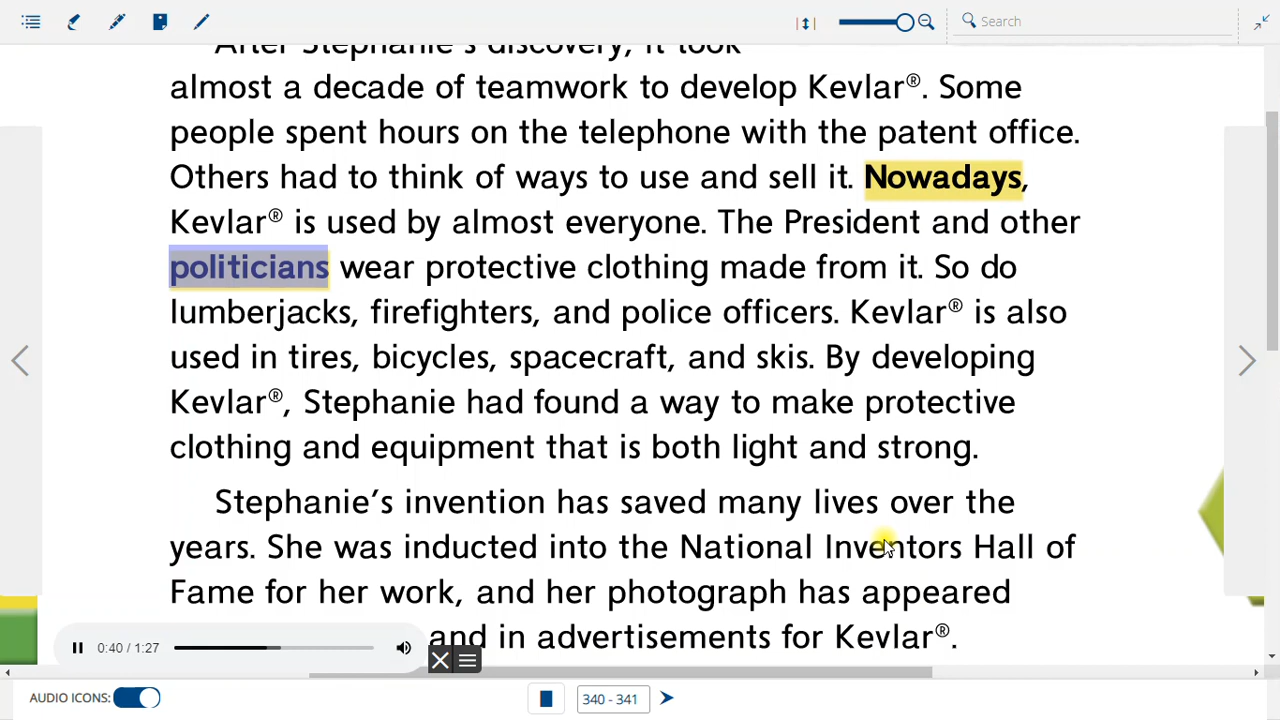 Search
After Stephanie's discovery, it took
almost a decade of teamwork to develop Kevlar®. Some
people spent hours on the telephone with the patent office.
Others had to think of ways to use and sell it. Nowadays,
Kevlar® is used by almost everyone. The President and other
politicians wear protective clothing made from it. So do
lumberjacks, firefighters, and police officers. Kevlar® is also
used in tires, bicycles, spacecraft, and skis. By developing
Kevlar®, Stephanie had found a way to make protective
clothing and equipment that is both light and strong.
Stephanie's invention has saved many lives over the
years. She was inducted into the National Inventors Hall of
Fame for her work, and her photograph has appeared
and in advertisements for Kevlar®.
0:40 / 1:27
AUDIO ICONS:
340 - 341